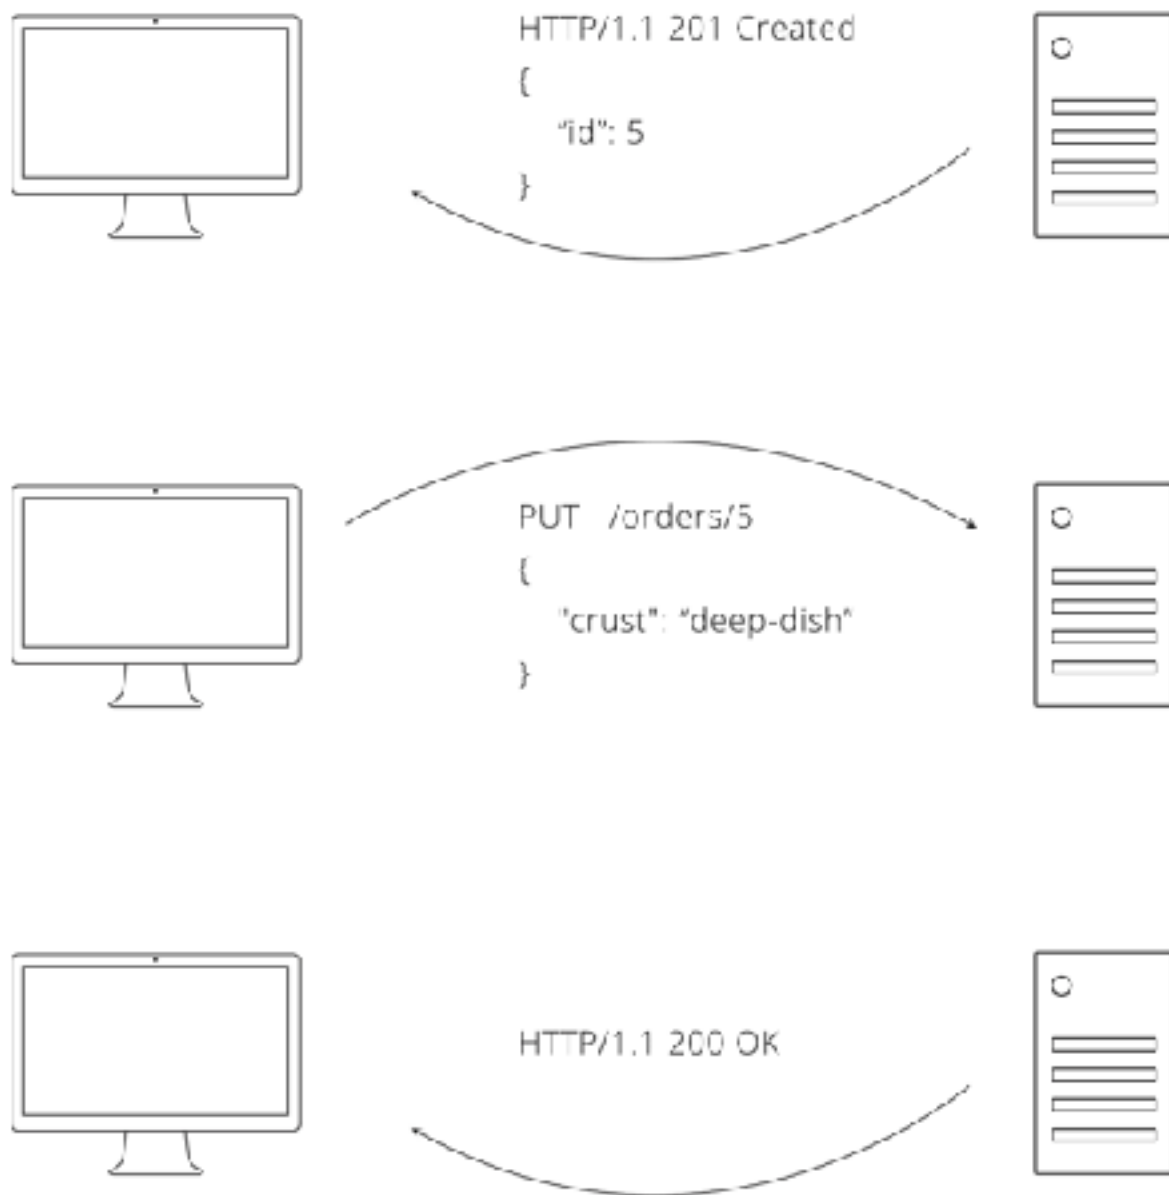 HTTP/1.1 201 Created
{
“id”: 5
}
PUT /orders/5
{
"crust": “deep-dish”
}
HTTP/1.1 200 OK